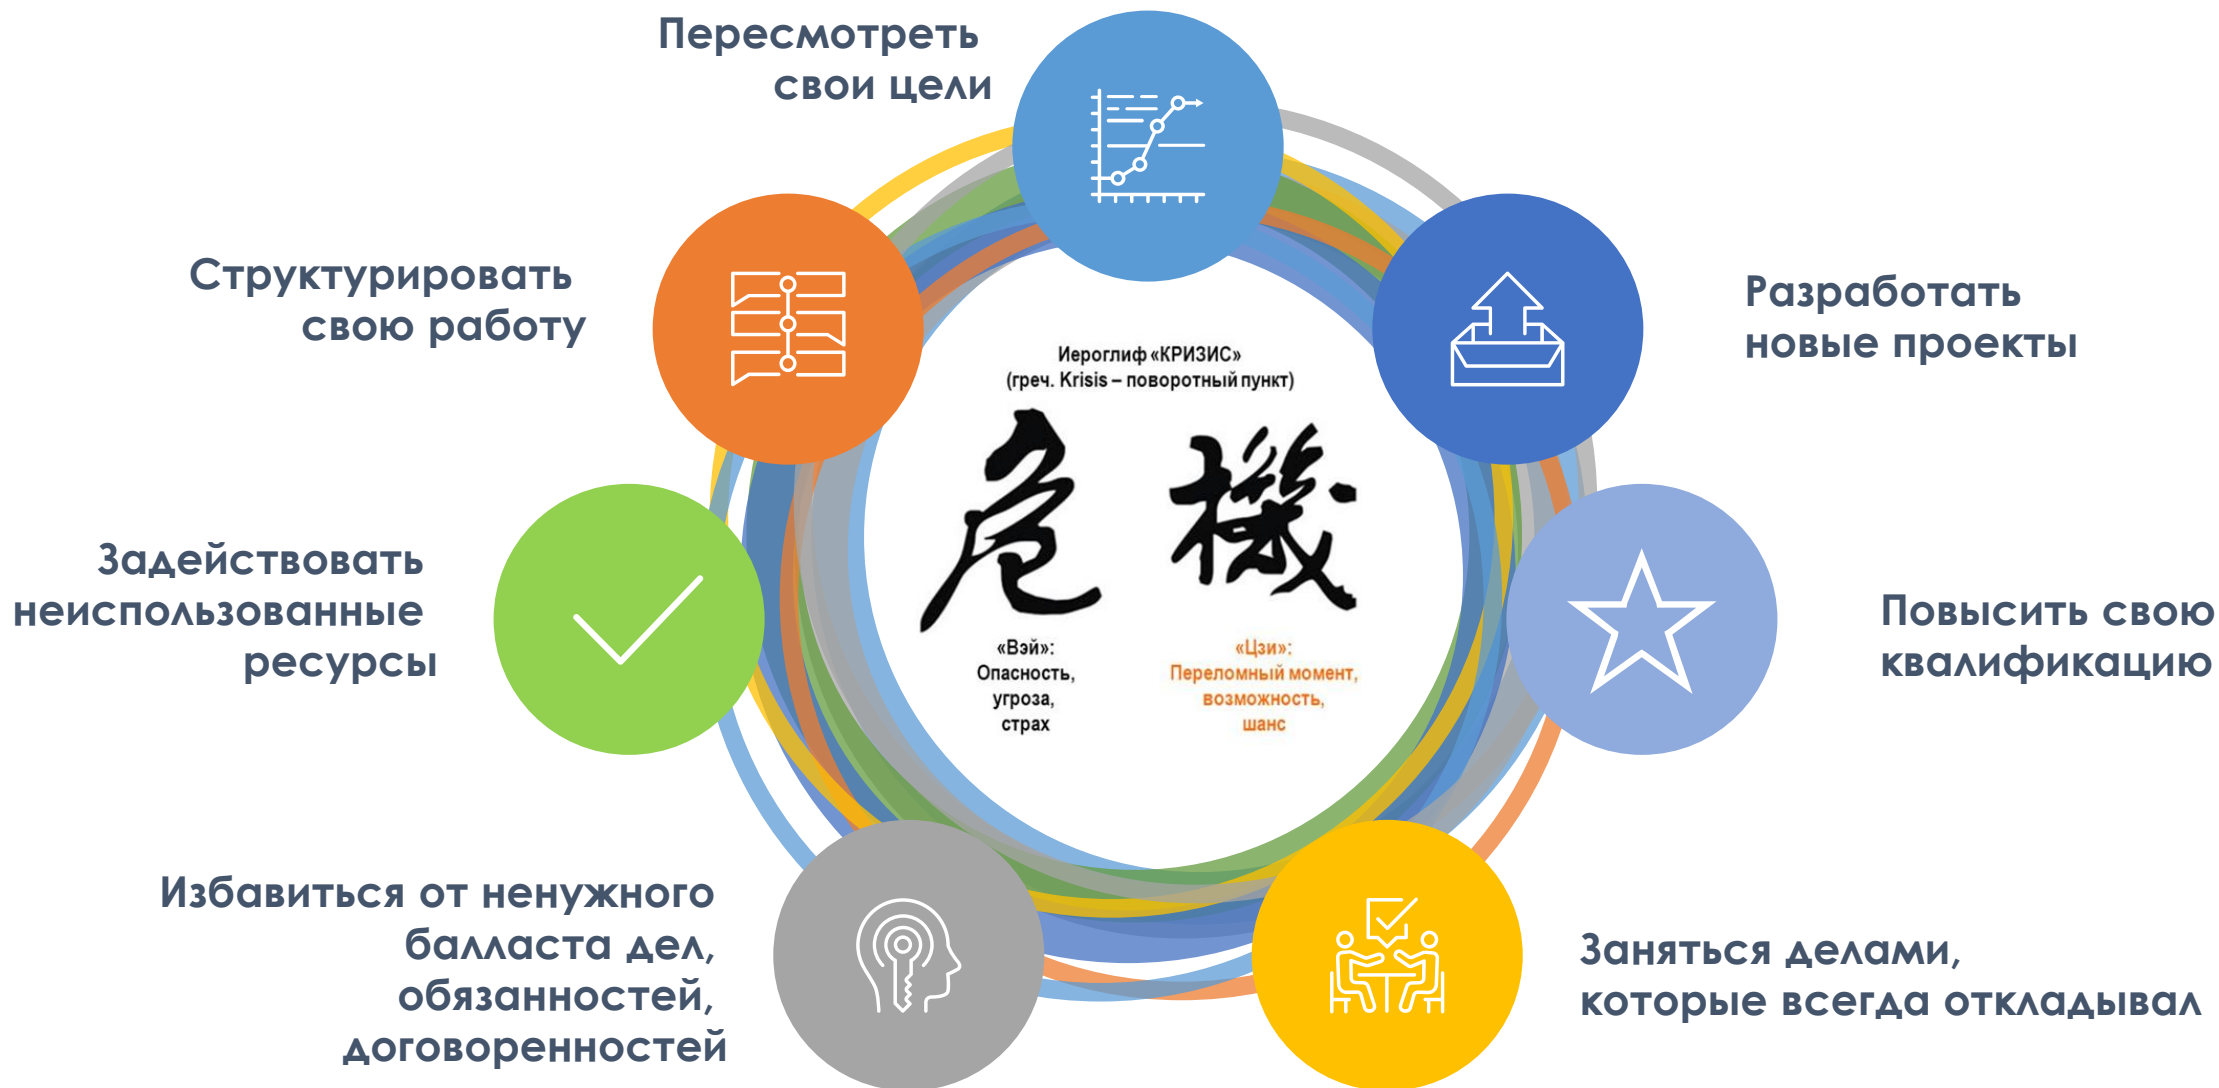 Пересмотреть
свои цели
Структурировать
свою работу
Разработать
новые проекты
Иероглиф «КРИЗИС»
(греч. Krisis – поворотный пункт)
危 機
«Вэй»:
Опасность,
угроза,
страх
«Цзи»:
Переломный момент,
возможность,
шанс
Задействовать
неиспользованные
ресурсы
Повысить свою
квалификацию
Избавиться от ненужного
балласта дел,
обязанностей,
договоренностей
Заняться делами,
которые всегда откладывал